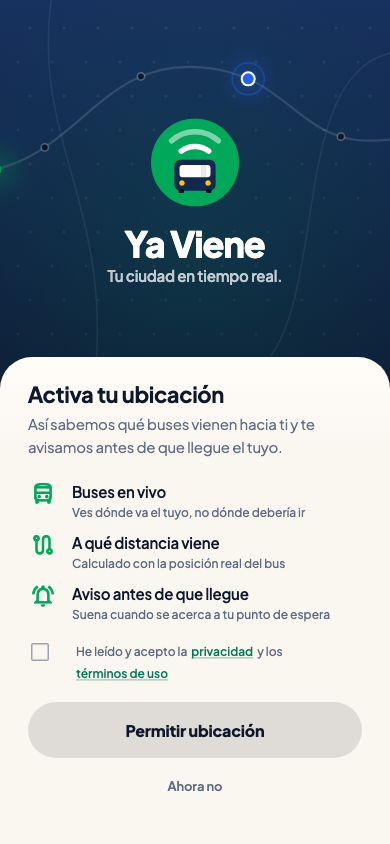 Ya Viene
Tu ciudad en tiempo real.
Activa tu ubicación
Así sabemos qué buses vienen hacia ti y te
avisamos antes de que llegue el tuyo.
Buses en vivo
Ves dónde va el tuyo, no dónde debería ir
A qué distancia viene
Calculado con la posición real del bus
Aviso antes de que llegue
Suena cuando se acerca a tu punto de espera
He leído y acepto la privacidad y los
términos de uso
Permitir ubicación
Ahora no